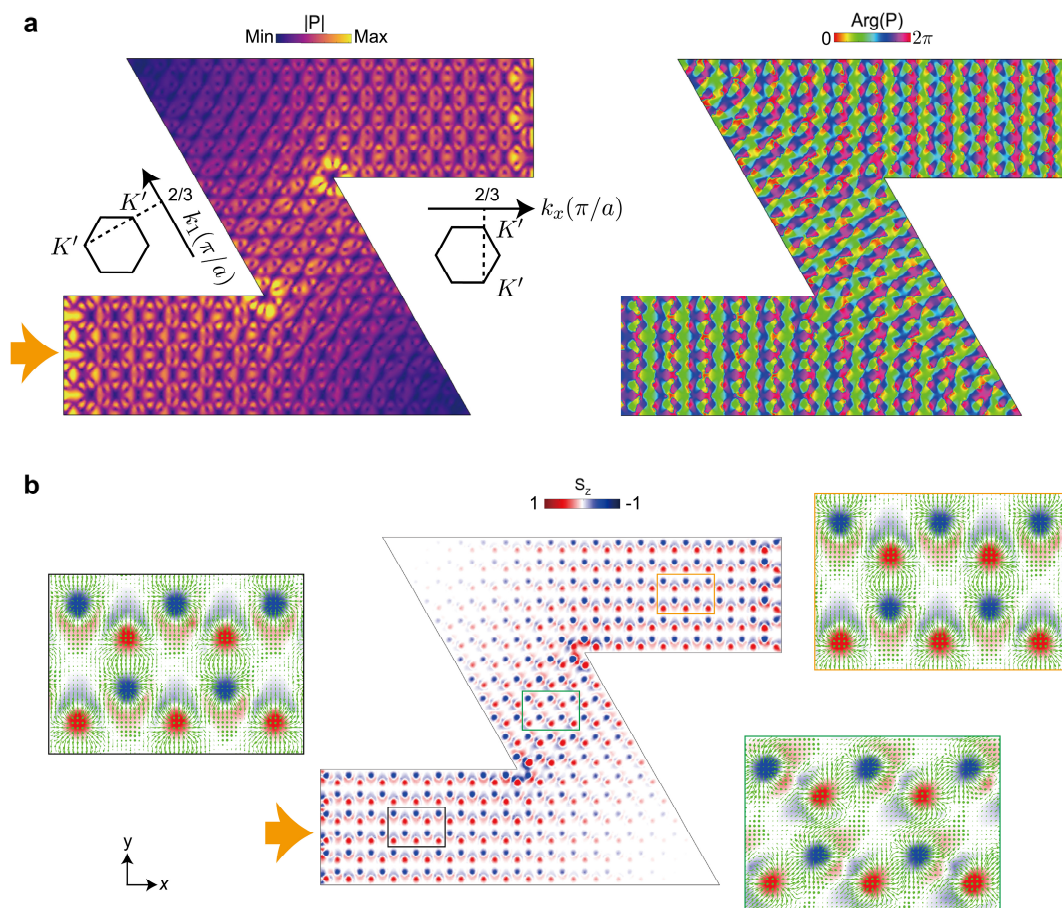 a
|P|
Min Max
Arg(P)
0 2π
2/3
K′
K′
k₁(π/a)
2/3
kₓ(π/a)
K′
K′
b
S_z
1 -1
y
x